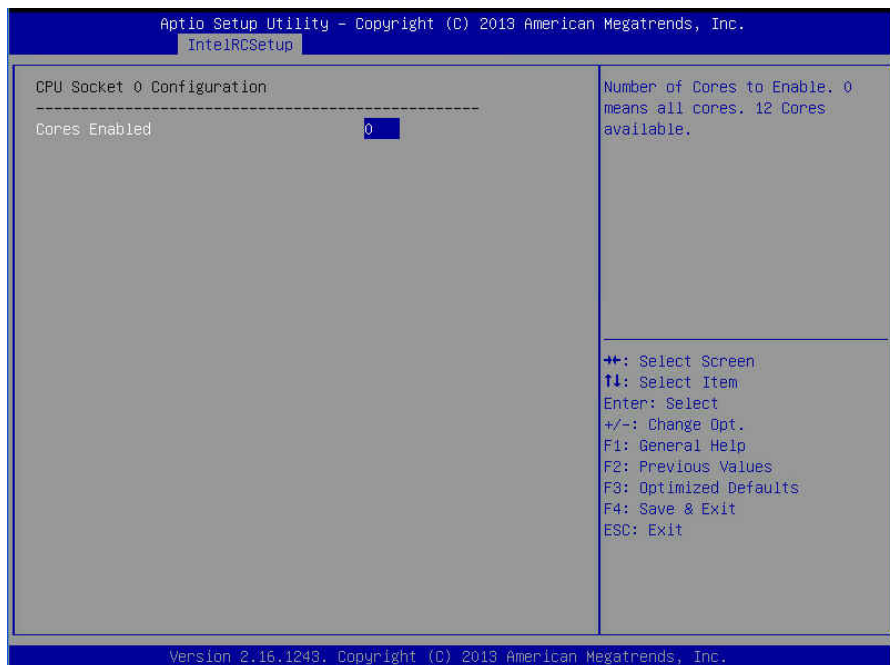 Aptio Setup Utility – Copyright (C) 2013 American Megatrends, Inc.
IntelRCSetup
CPU Socket 0 Configuration
--------------------------------------------------
Cores Enabled 0
Number of Cores to Enable. 0
means all cores. 12 Cores
available.
→←: Select Screen
↑↓: Select Item
Enter: Select
+/-: Change Opt.
F1: General Help
F2: Previous Values
F3: Optimized Defaults
F4: Save & Exit
ESC: Exit
Version 2.16.1243. Copyright (C) 2013 American Megatrends, Inc.